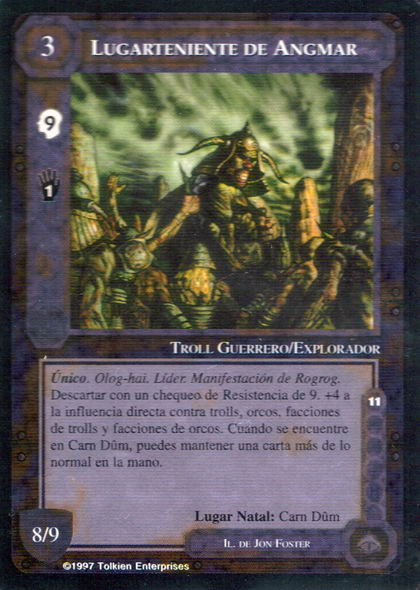 3
LUGARTENIENTE DE ANGMAR
9
1
TROLL GUERRERO/EXPLORADOR
Único. Olog-hai. Líder. Manifestación de Rogrog.
Descartar con un chequeo de Resistencia de 9. +4 a
la influencia directa contra trolls, orcos, facciones
de trolls y facciones de orcos. Cuando se encuentre
en Carn Dûm, puedes mantener una carta más de lo
normal en la mano.
11
Lugar Natal: Carn Dûm
8/9
IL. DE JON FOSTER
©1997 Tolkien Enterprises